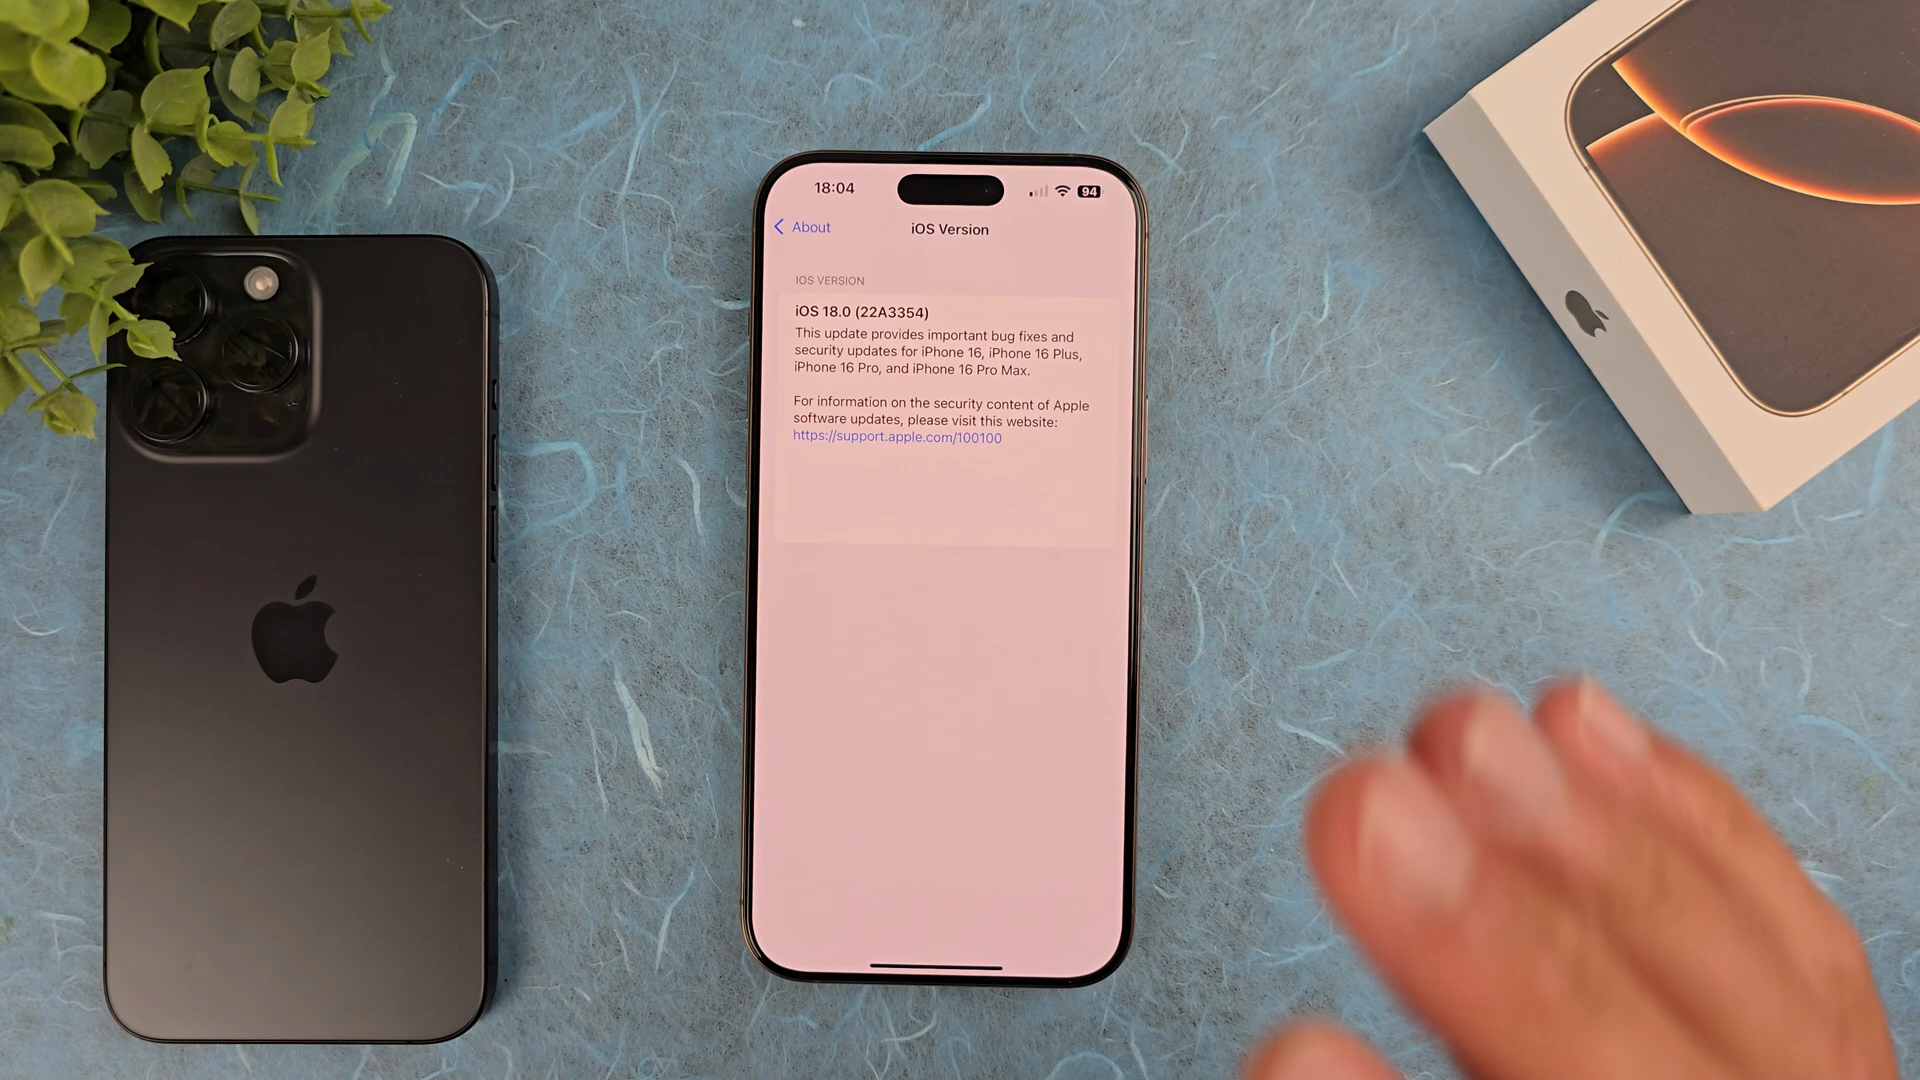 18:04
94
About
iOS Version
IOS VERSION
iOS 18.0 (22A3354)
This update provides important bug fixes and
security updates for iPhone 16, iPhone 16 Plus,
iPhone 16 Pro, and iPhone 16 Pro Max.
For information on the security content of Apple
software updates, please visit this website:
https://support.apple.com/100100